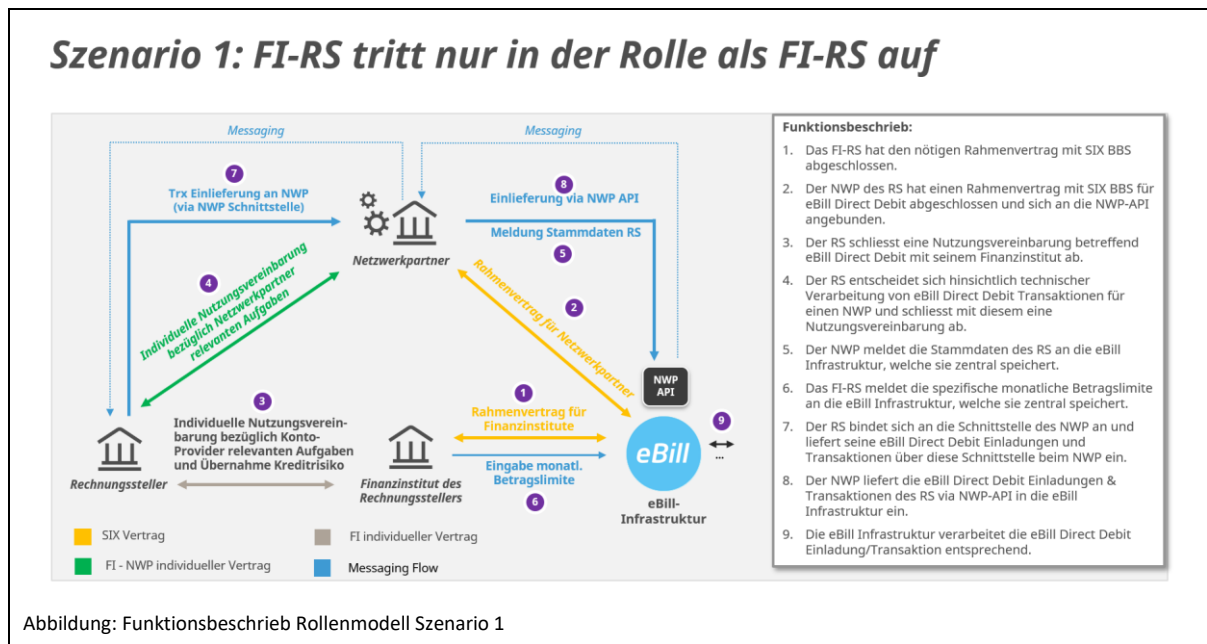 Szenario 1: FI-RS tritt nur in der Rolle als FI-RS auf
Messaging
Messaging
7
Trx Einlieferung an NWP
(via NWP Schnittstelle)
8
Einlieferung via NWP API
Meldung Stammdaten RS
5
Netzwerkpartner
4
Individuelle Nutzungsvereinbarung
bezüglich Netzwerkpartner
relevanten Aufgaben
Rahmenvertrag für Netzwerkpartner
2
NWP
API
3
Individuelle Nutzungsverein-
barung bezüglich Konto-
Provider relevanten Aufgaben
und Übernahme Kreditrisiko
1
Rahmenvertrag für
Finanzinstitute
Eingabe monatl.
Betragslimite
6
eBill
9
...
Rechnungssteller
Finanzinstitut des
Rechnungsstellers
eBill-
Infrastruktur
SIX Vertrag
FI individueller Vertrag
FI - NWP individueller Vertrag
Messaging Flow
Funktionsbeschrieb:
1. Das FI-RS hat den nötigen Rahmenvertrag mit SIX BBS
abgeschlossen.
2. Der NWP des RS hat einen Rahmenvertrag mit SIX BBS für
eBill Direct Debit abgeschlossen und sich an die NWP-API
angebunden.
3. Der RS schliesst eine Nutzungsvereinbarung betreffend
eBill Direct Debit mit seinem Finanzinstitut ab.
4. Der RS entscheidet sich hinsichtlich technischer
Verarbeitung von eBill Direct Debit Transaktionen für
einen NWP und schliesst mit diesem eine
Nutzungsvereinbarung ab.
5. Der NWP meldet die Stammdaten des RS an die eBill
Infrastruktur, welche sie zentral speichert.
6. Das FI-RS meldet die spezifische monatliche Betragslimite
an die eBill Infrastruktur, welche sie zentral speichert.
7. Der RS bindet sich an die Schnittstelle des NWP an und
liefert seine eBill Direct Debit Einladungen und
Transaktionen über diese Schnittstelle beim NWP ein.
8. Der NWP liefert die eBill Direct Debit Einladungen &
Transaktionen des RS via NWP-API in die eBill
Infrastruktur ein.
9. Die eBill Infrastruktur verarbeitet die eBill Direct Debit
Einladung/Transaktion entsprechend.
Abbildung: Funktionsbeschrieb Rollenmodell Szenario 1